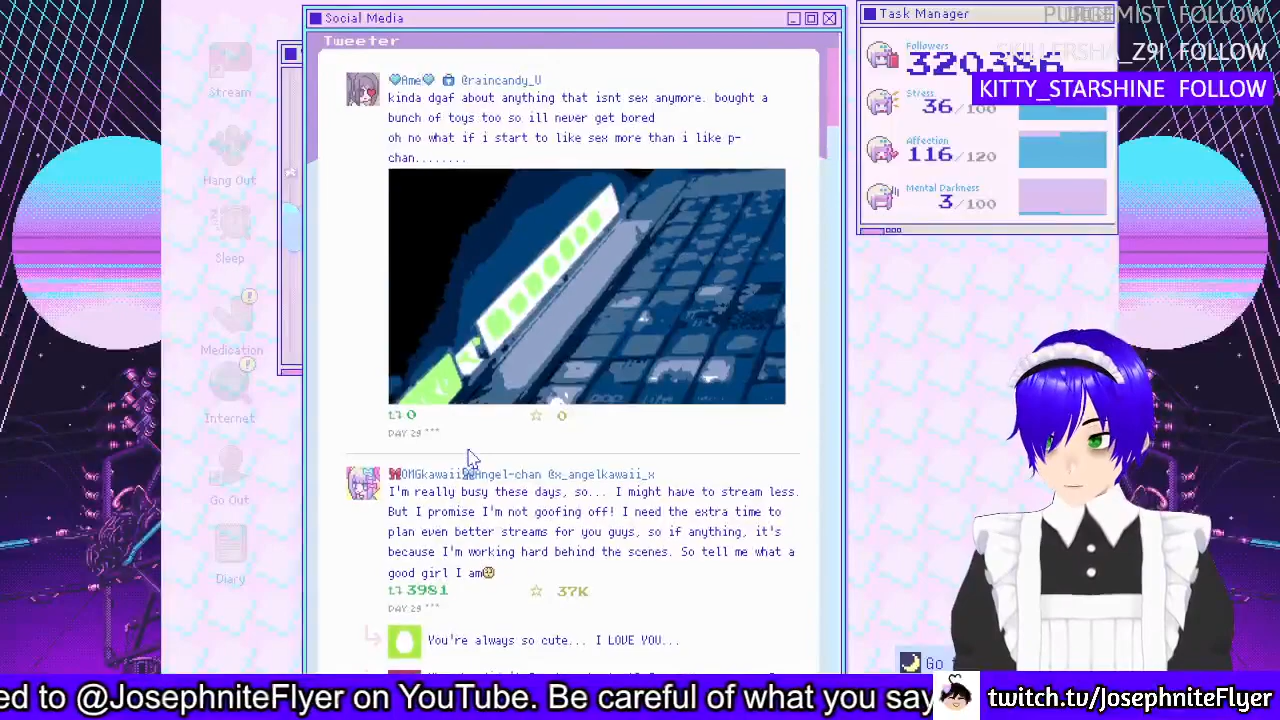 Social Media
Tweeter
Ame @raincandy_U
kinda dgaf about anything that isnt sex anymore. bought a
bunch of toys too so ill never get bored
oh no what if i start to like sex more than i like p-
chan........
0 0
DAY 29 ***
OMGkawaii Angel-chan @x_angelkawaii_x
I'm really busy these days, so... I might have to stream less.
But I promise I'm not goofing off! I need the extra time to
plan even better streams for you guys, so if anything, it's
because I'm working hard behind the scenes. So tell me what a
good girl I am
3981 37K
DAY 29 ***
You're always so cute... I LOVE YOU...
Stream
Hang Out
Sleep
Medication
Internet
Go Out
Diary
Task Manager
Followers
320386
Stress
36/100
Affection
116/120
Mental Darkness
3/100
FOLLOW
FOLLOW
KITTY_STARSHINE FOLLOW
Go
ed to @JosephniteFlyer on YouTube. Be careful of what you say
twitch.tv/JosephniteFlyer